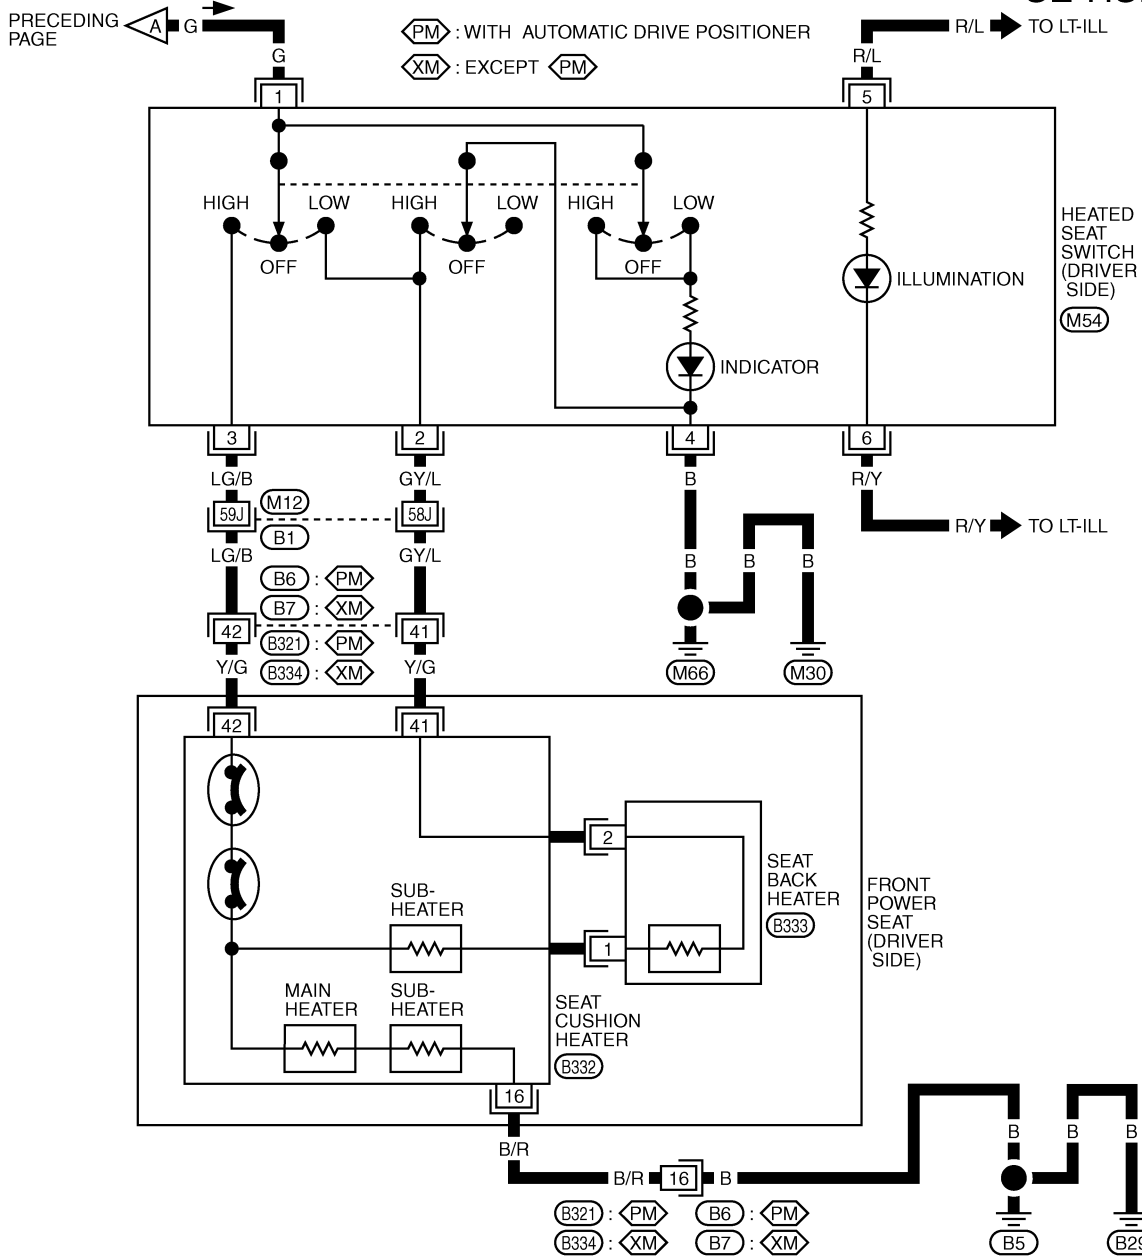 PRECEDING
PAGE
A
G
G
PM : WITH AUTOMATIC DRIVE POSITIONER
XM : EXCEPT PM
R/L
TO LT-ILL
R/L
1
5
HIGH
LOW
OFF
HIGH
LOW
OFF
HIGH
LOW
OFF
ILLUMINATION
INDICATOR
HEATED
SEAT
SWITCH
(DRIVER
SIDE)
M54
3
2
4
6
LG/B
GY/L
B
R/Y
59J
M12
58J
B1
R/Y
TO LT-ILL
LG/B
GY/L
B
B
B
B6 : PM
B7 : XM
42
41
B321 : PM
B334 : XM
Y/G
Y/G
M66
M30
42
41
2
SEAT
BACK
HEATER
B333
SUB-
HEATER
1
FRONT
POWER
SEAT
(DRIVER
SIDE)
MAIN
HEATER
SUB-
HEATER
SEAT
CUSHION
HEATER
B332
16
B/R
B/R
16
B
B
B
B
B321 : PM
B6 : PM
B334 : XM
B7 : XM
B5